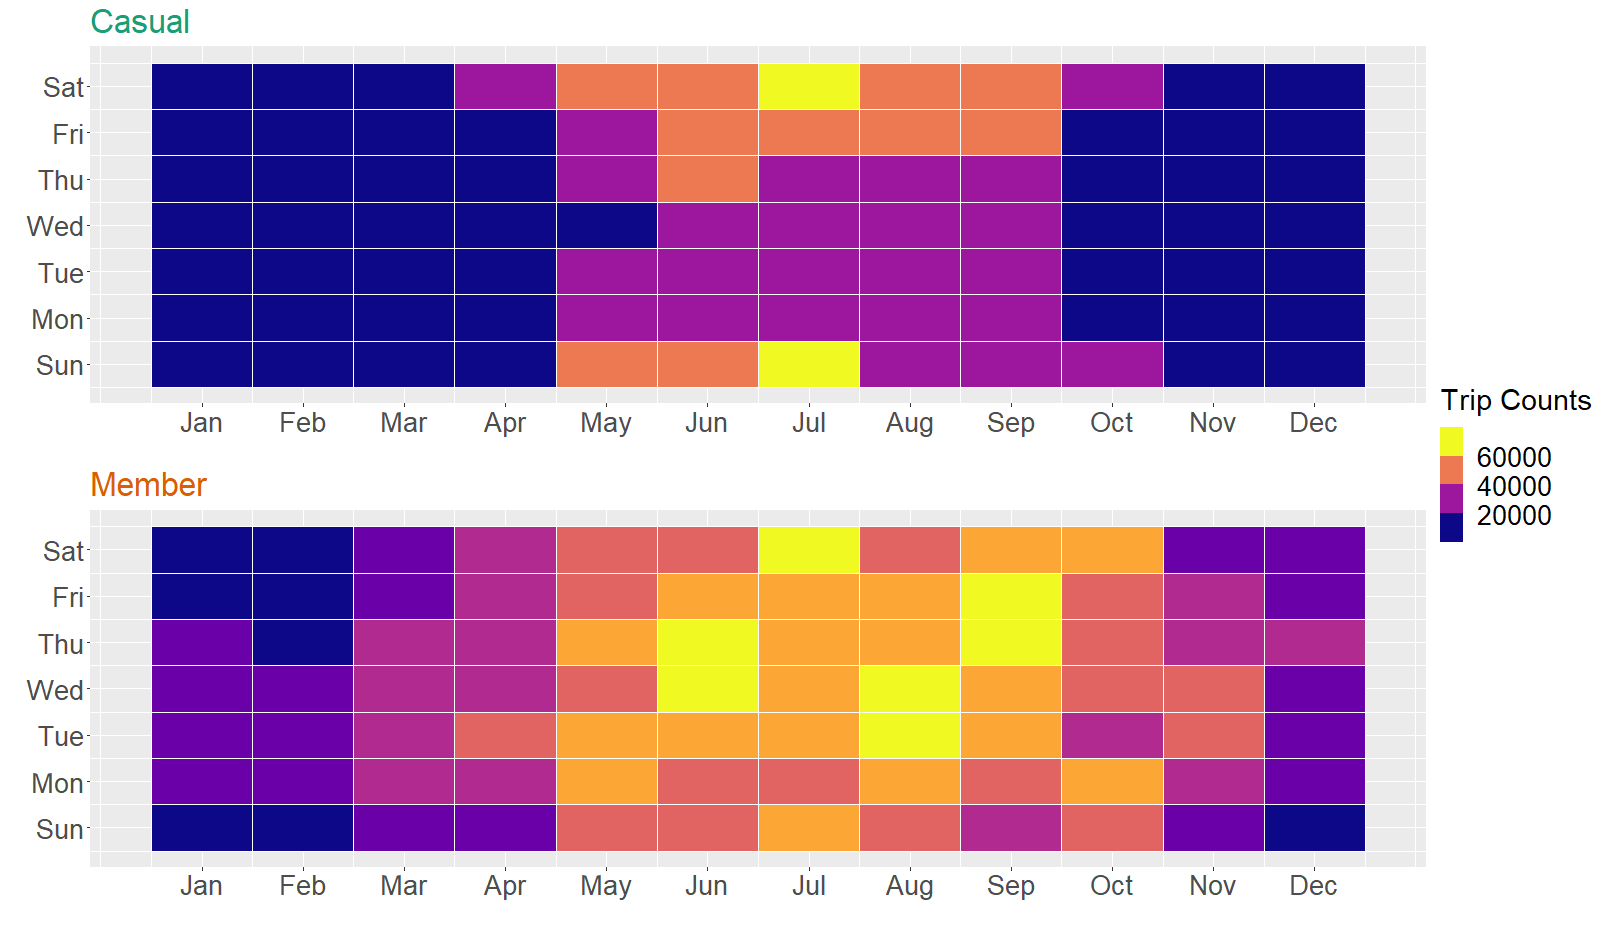 Casual
Sat
Fri
Thu
Wed
Tue
Mon
Sun
Jan Feb Mar Apr May Jun Jul Aug Sep Oct Nov Dec
Member
Sat
Fri
Thu
Wed
Tue
Mon
Sun
Jan Feb Mar Apr May Jun Jul Aug Sep Oct Nov Dec
Trip Counts
60000
40000
20000